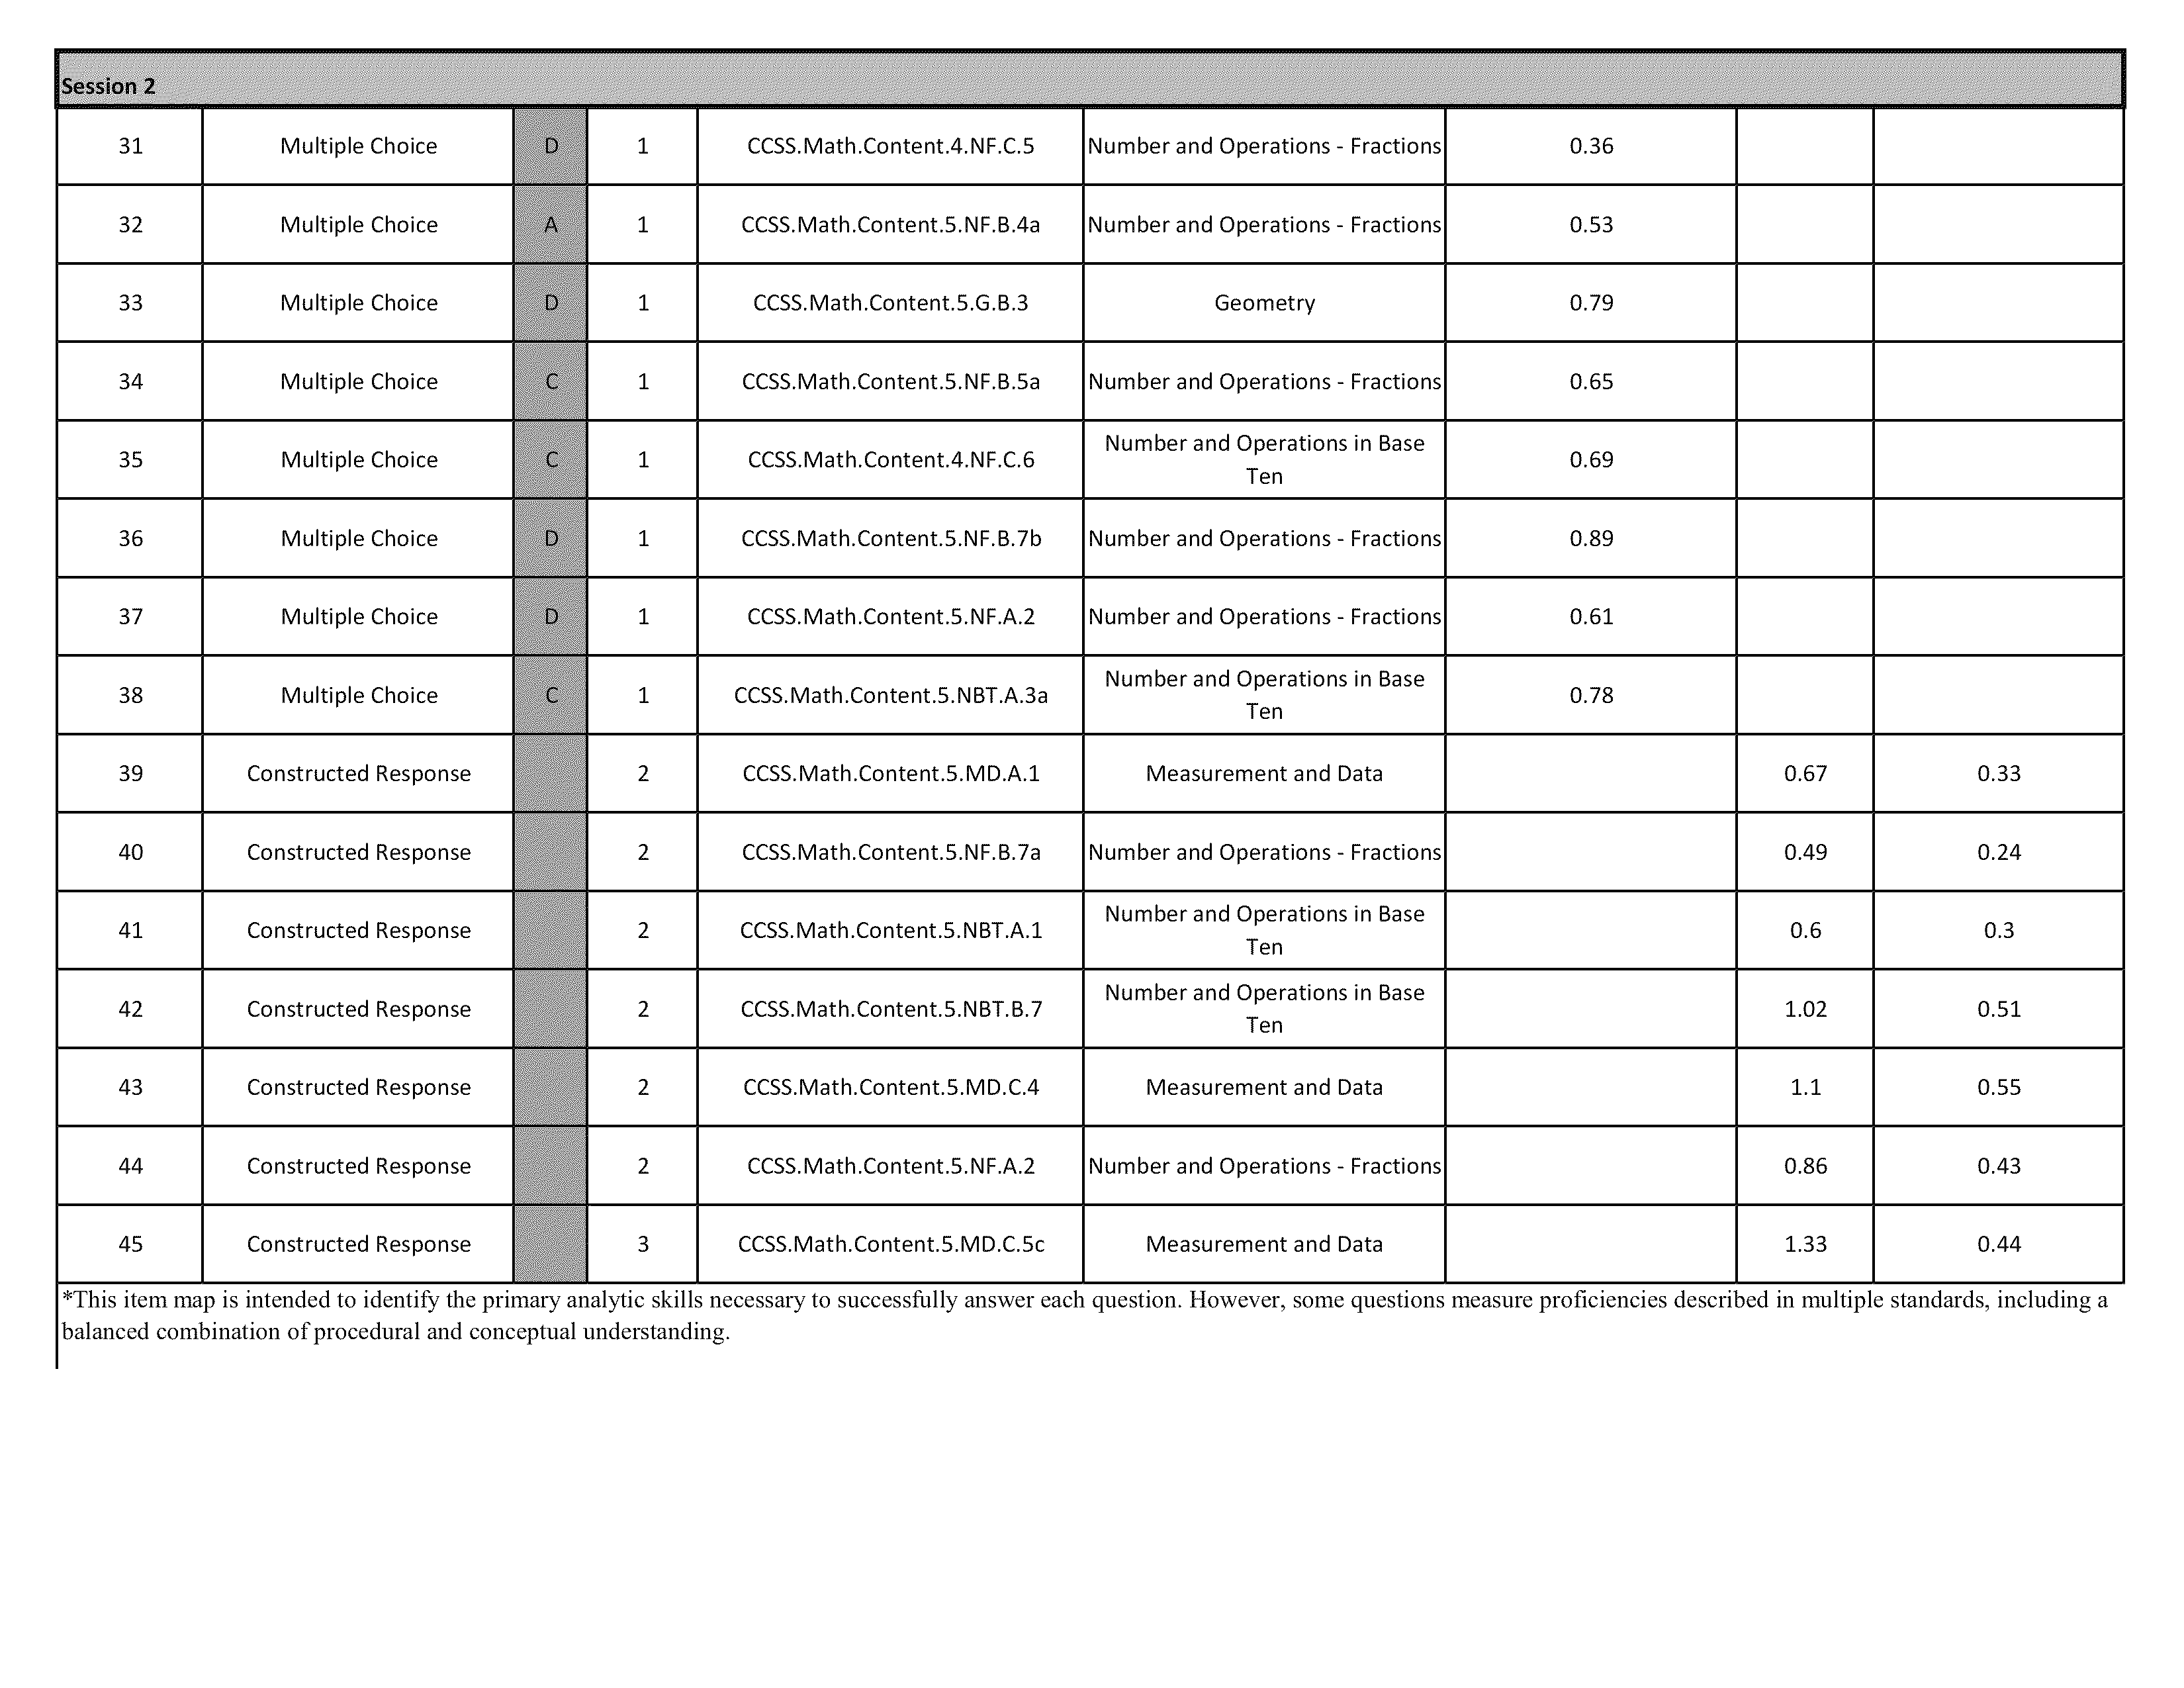 Session 2
31 Multiple Choice D 1 CCSS.Math.Content.4.NF.C.5 Number and Operations - Fractions 0.36
32 Multiple Choice A 1 CCSS.Math.Content.5.NF.B.4a Number and Operations - Fractions 0.53
33 Multiple Choice D 1 CCSS.Math.Content.5.G.B.3 Geometry 0.79
34 Multiple Choice C 1 CCSS.Math.Content.5.NF.B.5a Number and Operations - Fractions 0.65
35 Multiple Choice C 1 CCSS.Math.Content.4.NF.C.6 Number and Operations in Base Ten 0.69
36 Multiple Choice D 1 CCSS.Math.Content.5.NF.B.7b Number and Operations - Fractions 0.89
37 Multiple Choice D 1 CCSS.Math.Content.5.NF.A.2 Number and Operations - Fractions 0.61
38 Multiple Choice C 1 CCSS.Math.Content.5.NBT.A.3a Number and Operations in Base Ten 0.78
39 Constructed Response 2 CCSS.Math.Content.5.MD.A.1 Measurement and Data 0.67 0.33
40 Constructed Response 2 CCSS.Math.Content.5.NF.B.7a Number and Operations - Fractions 0.49 0.24
41 Constructed Response 2 CCSS.Math.Content.5.NBT.A.1 Number and Operations in Base Ten 0.6 0.3
42 Constructed Response 2 CCSS.Math.Content.5.NBT.B.7 Number and Operations in Base Ten 1.02 0.51
43 Constructed Response 2 CCSS.Math.Content.5.MD.C.4 Measurement and Data 1.1 0.55
44 Constructed Response 2 CCSS.Math.Content.5.NF.A.2 Number and Operations - Fractions 0.86 0.43
45 Constructed Response 3 CCSS.Math.Content.5.MD.C.5c Measurement and Data 1.33 0.44
*This item map is intended to identify the primary analytic skills necessary to successfully answer each question. However, some questions measure proficiencies described in multiple standards, including a
balanced combination of procedural and conceptual understanding.